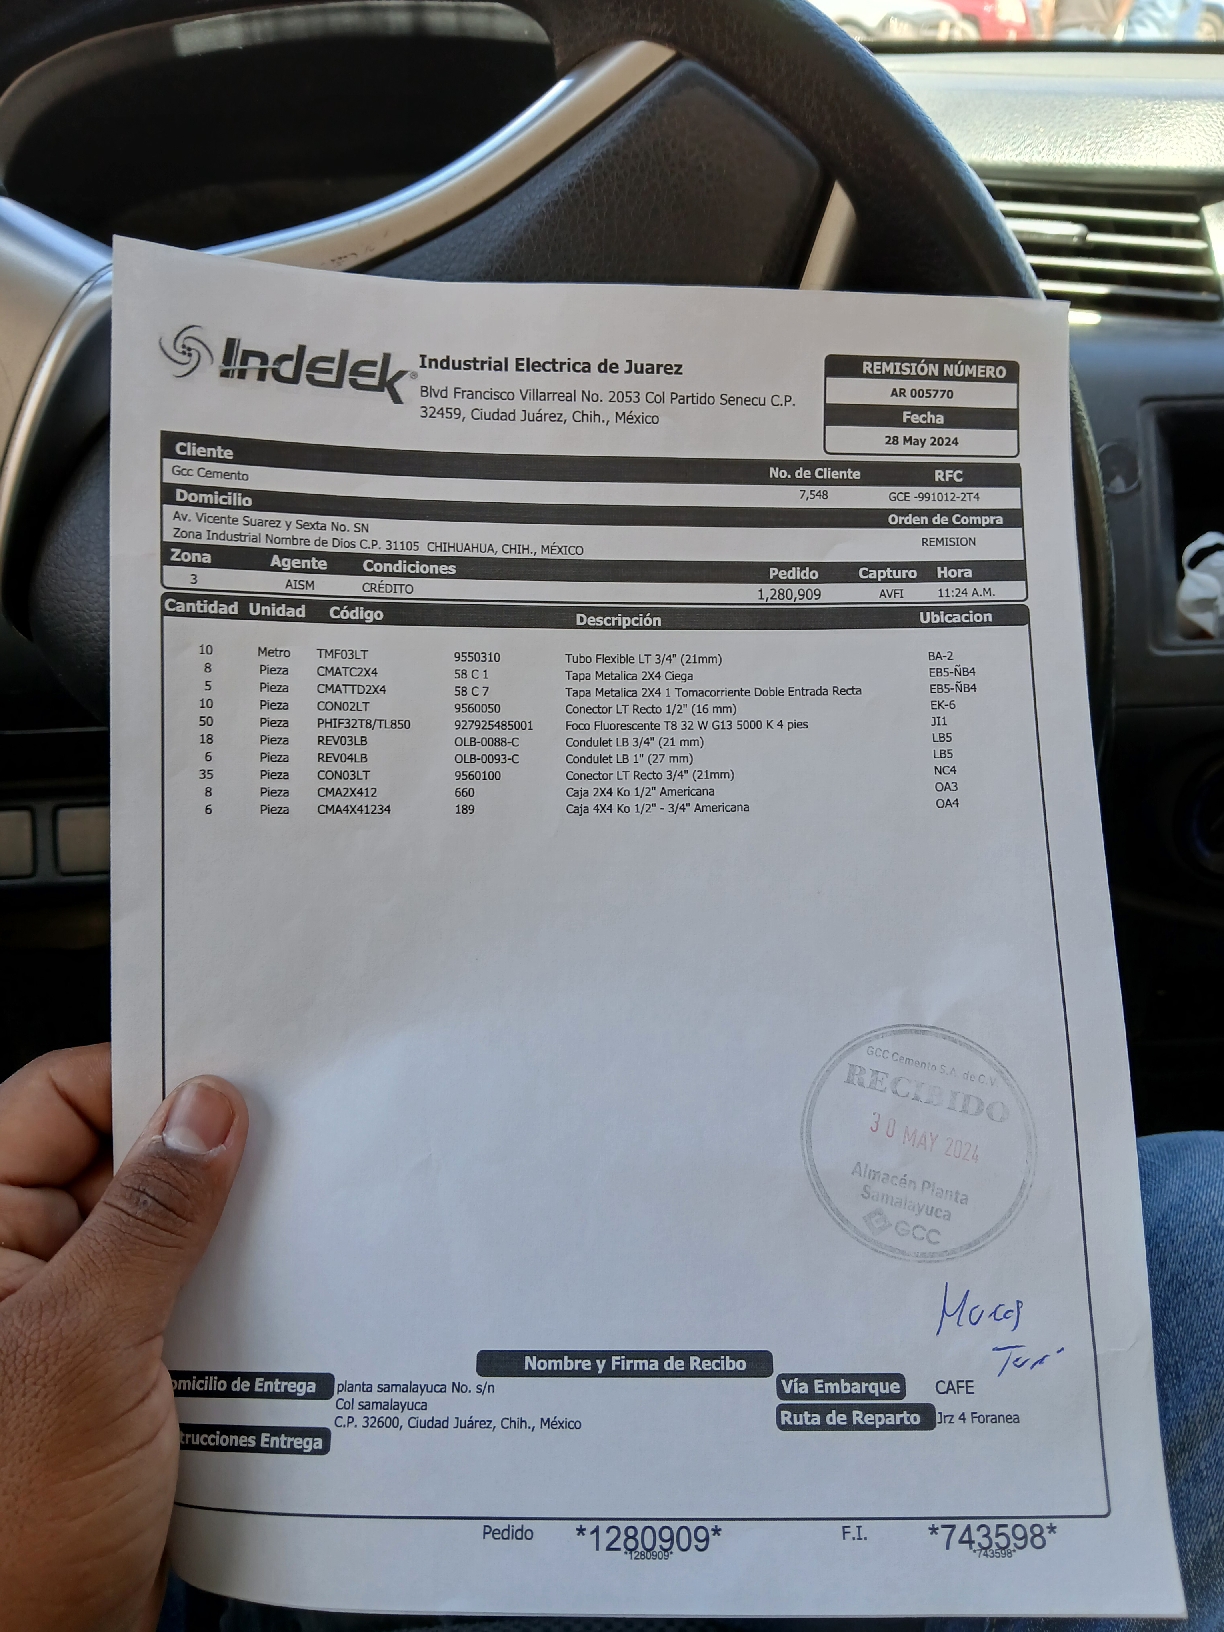 Indelek®
Industrial Electrica de Juarez
Blvd Francisco Villarreal No. 2053 Col Partido Senecu C.P.
32459, Ciudad Juárez, Chih., México
REMISIÓN NÚMERO
AR 005770
Fecha
28 May 2024
Cliente
Gcc Cemento
No. de Cliente RFC
7,548 GCE -991012-2T4
Domicilio
Av. Vicente Suarez y Sexta No. SN
Zona Industrial Nombre de Dios C.P. 31105 CHIHUAHUA, CHIH., MÉXICO
Orden de Compra
REMISION
Zona Agente Condiciones Pedido Capturo Hora
3 AISM CRÉDITO 1,280,909 AVFI 11:24 A.M.
Cantidad Unidad Código Descripción Ubicacion
10 Metro TMF03LT 9550310 Tubo Flexible LT 3/4" (21mm) BA-2
8 Pieza CMATC2X4 58 C 1 Tapa Metalica 2X4 Ciega EB5-ÑB4
5 Pieza CMATTD2X4 58 C 7 Tapa Metalica 2X4 1 Tomacorriente Doble Entrada Recta EB5-ÑB4
10 Pieza CON02LT 9560050 Conector LT Recto 1/2" (16 mm) EK-6
50 Pieza PHIF32T8/TL850 927925485001 Foco Fluorescente T8 32 W G13 5000 K 4 pies JI1
18 Pieza REV03LB OLB-0088-C Condulet LB 3/4" (21 mm) LB5
6 Pieza REV04LB OLB-0093-C Condulet LB 1" (27 mm) LB5
35 Pieza CON03LT 9560100 Conector LT Recto 3/4" (21mm) NC4
8 Pieza CMA2X412 660 Caja 2X4 Ko 1/2" Americana OA3
6 Pieza CMA4X41234 189 Caja 4X4 Ko 1/2" - 3/4" Americana OA4
GCC Cemento S.A. de C.V.
RECIBIDO
30 MAY 2024
Almacén Planta
Samalayuca
GCC
Nombre y Firma de Recibo
omicilio de Entrega planta samalayuca No. s/n
Col samalayuca
C.P. 32600, Ciudad Juárez, Chih., México
trucciones Entrega
Vía Embarque CAFE
Ruta de Reparto Jrz 4 Foranea
Pedido *1280909* F.I. *743598*
*1280909* *743598*